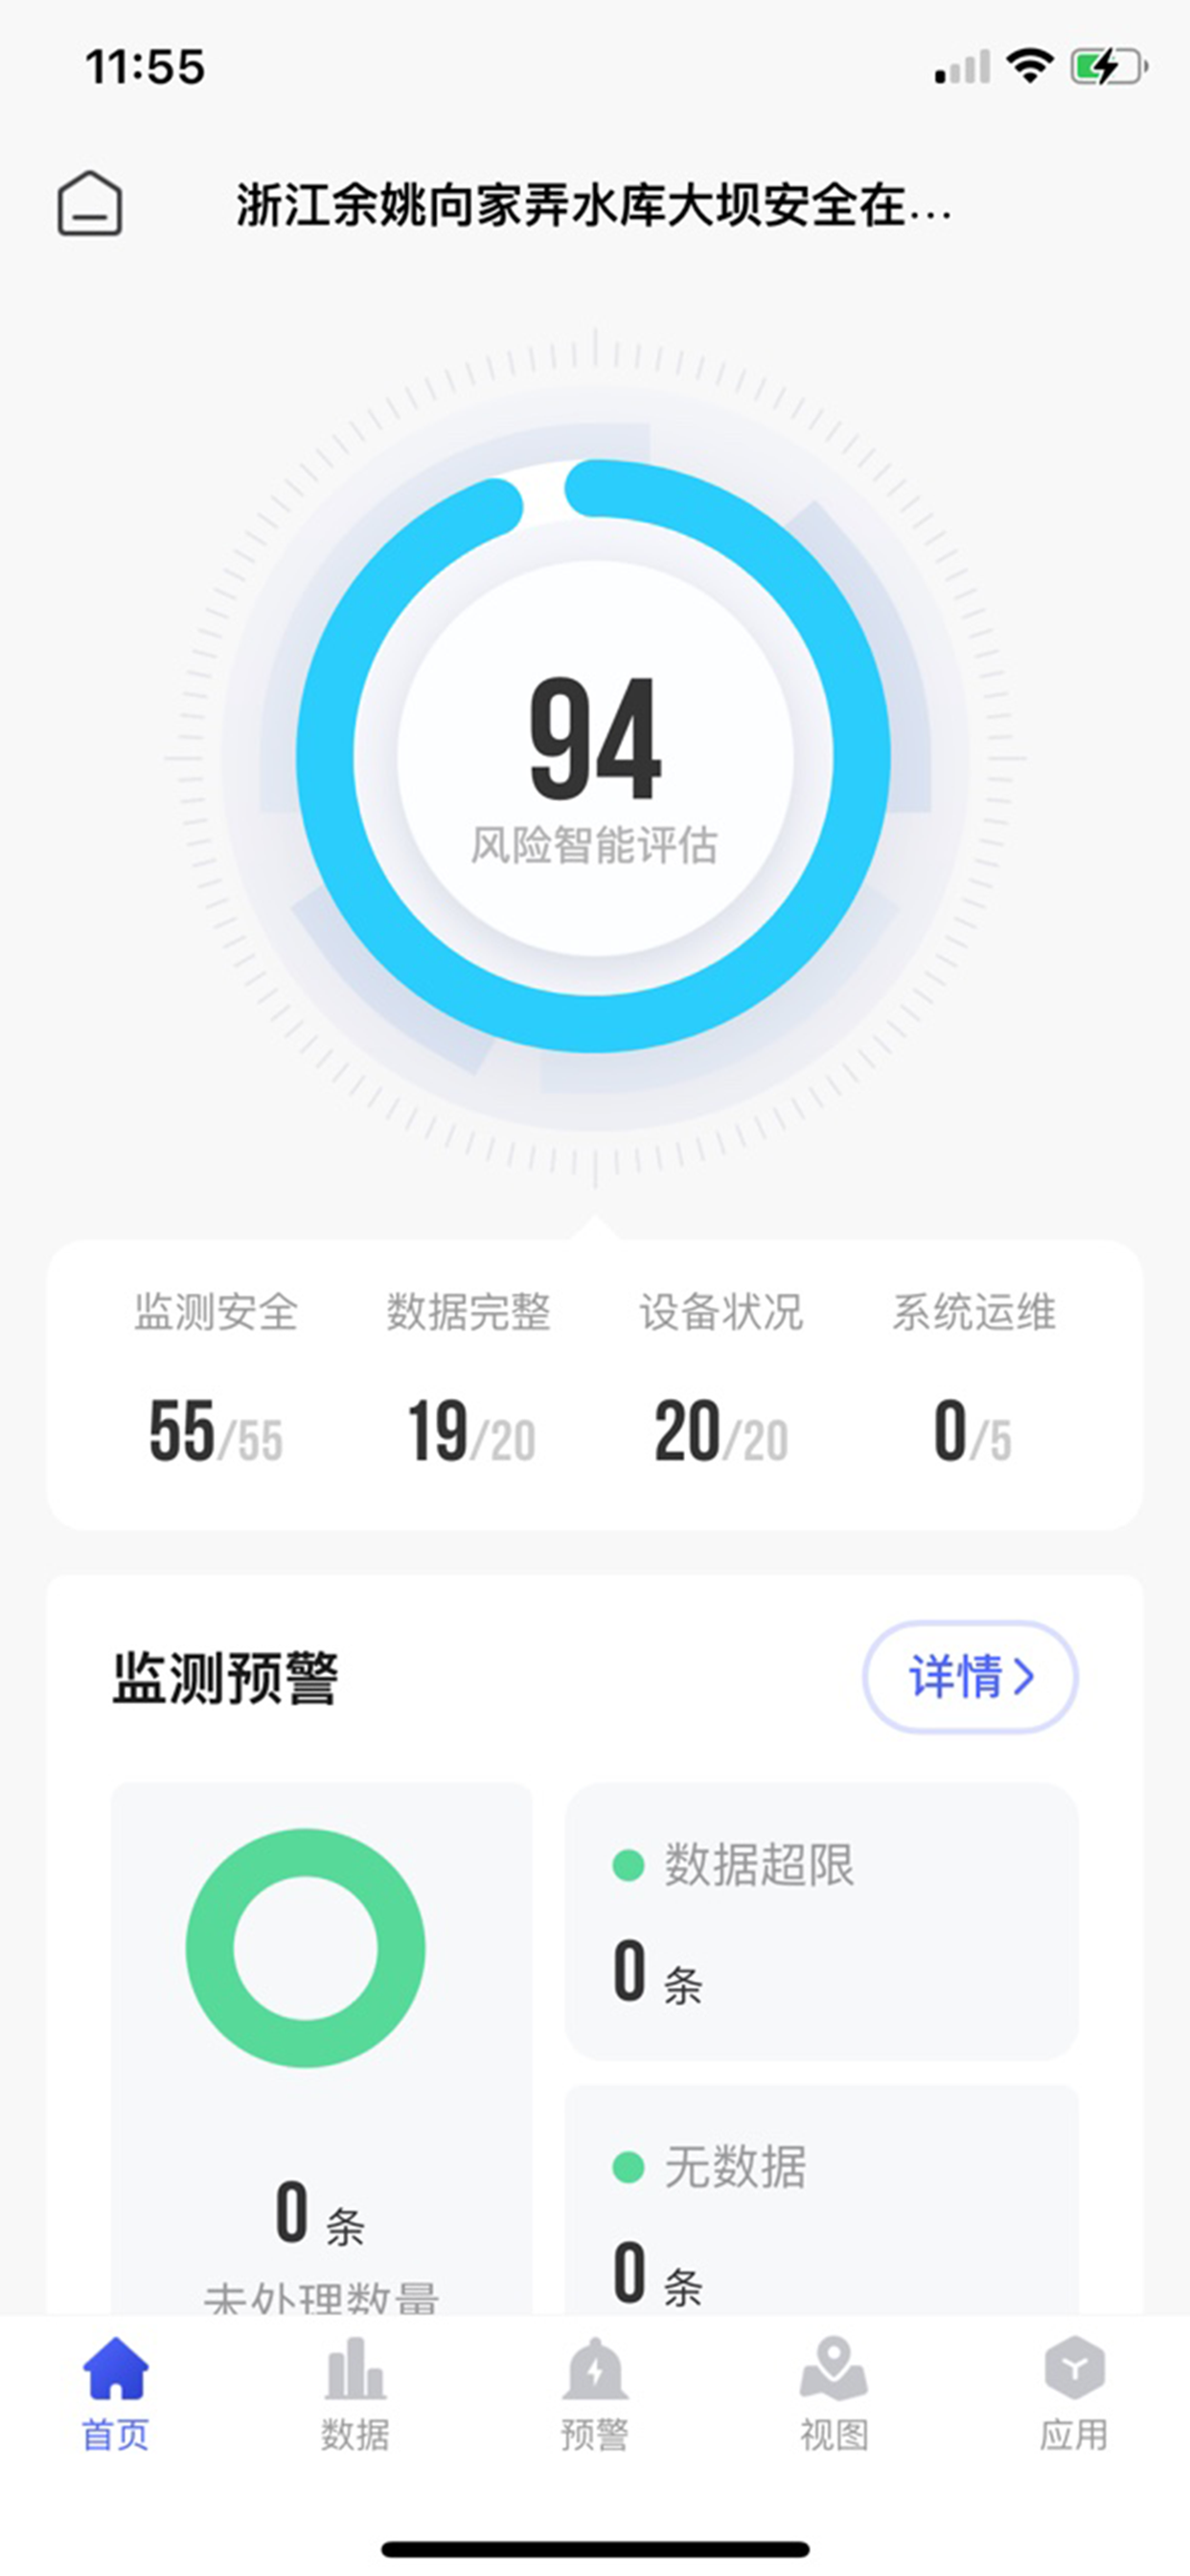 11:55
浙江余姚向家弄水库大坝安全在...
94
风险智能评估
监测安全 数据完整 设备状况 系统运维
55/55 19/20 20/20 0/5
监测预警
详情
数据超限
0 条
无数据
0 条
0 条
未处理数量
首页 数据 预警 视图 应用